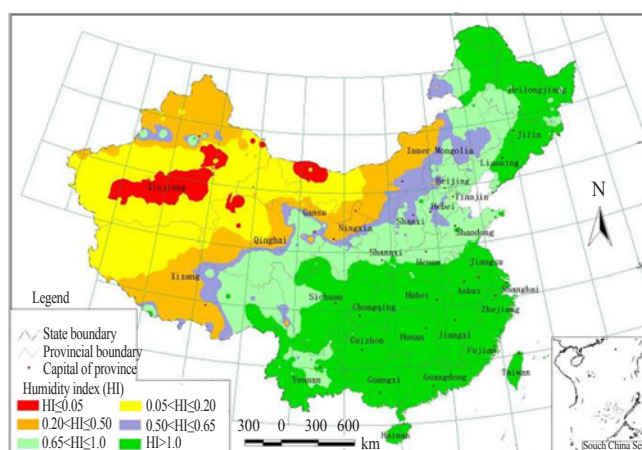 Heilongjiang
Jilin
Inner Mongolia
Liaoning
Xinjiang
Beijing
Tianjin
N
Gansu
Hebei
Ningxia
Shanxi
Qinghai
Shandong
Shannxi
Henan
Jiangsu
Xizang
Legend
Shanghai
Sichuan
Hubei
Anhui
State boundary
Chongqing
Zhejiang
Provincial boundary
Guizhou
Hunan
Jiangxi
Capital of province
Fujian
Humidity index (HI)
Yunnan
Guangxi
Guangdong
Taiwan
HI≤0.05 0.05<HI≤0.20
0.20<HI≤0.50 0.50<HI≤0.65
0.65<HI≤1.0 HI>1.0
300 0 300 600
km
Hainan
South China Se